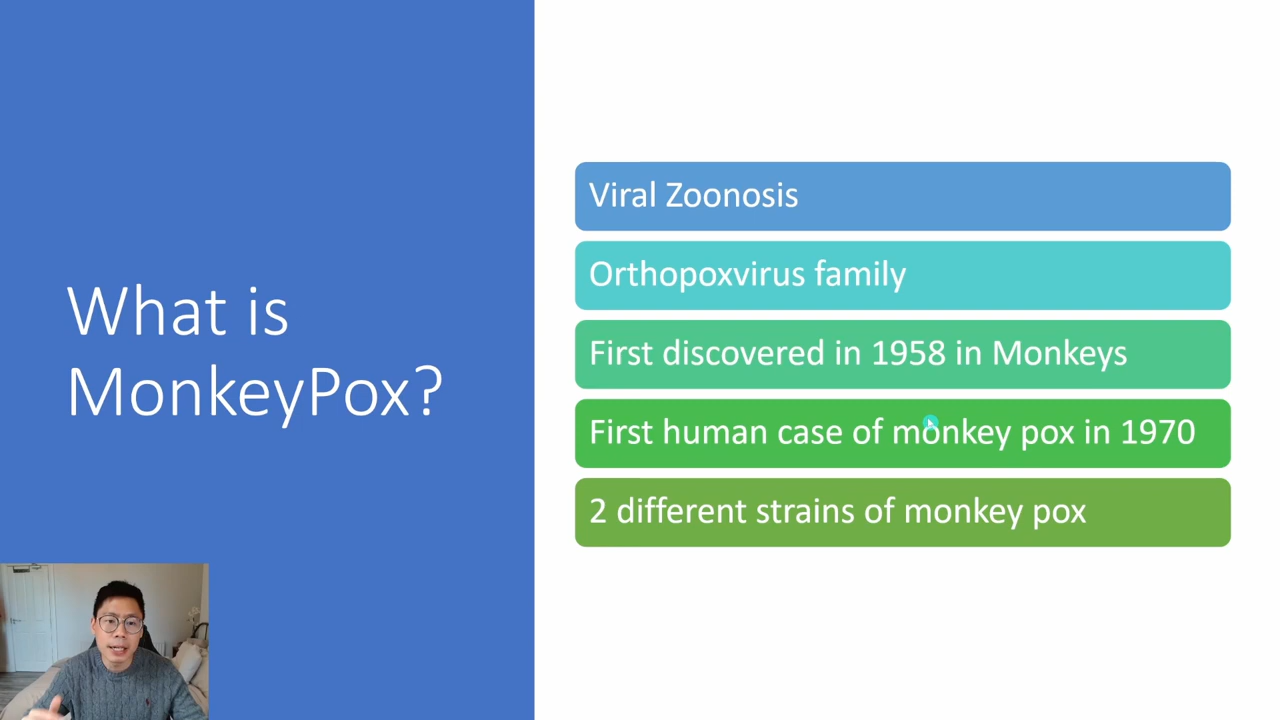 What is
MonkeyPox?
Viral Zoonosis
Orthopoxvirus family
First discovered in 1958 in Monkeys
First human case of monkey pox in 1970
2 different strains of monkey pox